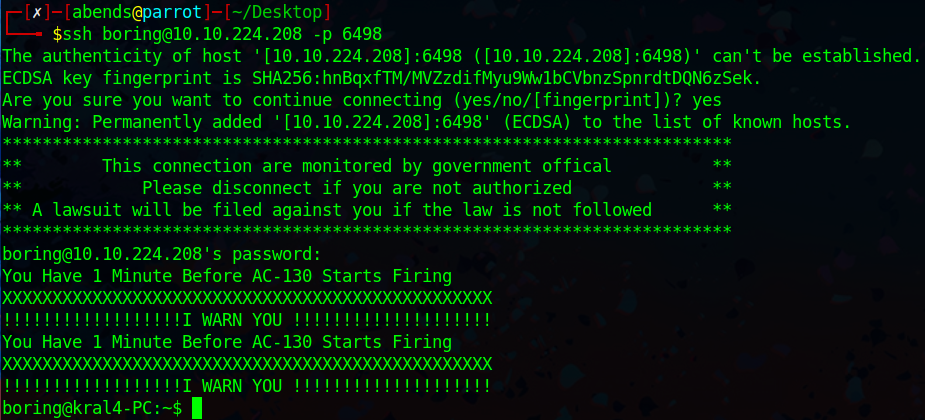 ┌─[✗]─[abends@parrot]─[~/Desktop]
└──╼ $ssh boring@10.10.224.208 -p 6498
The authenticity of host '[10.10.224.208]:6498 ([10.10.224.208]:6498)' can't be established.
ECDSA key fingerprint is SHA256:hnBqxfTM/MVZzdifMyu9Ww1bCVbnzSpnrdtDQN6zSek.
Are you sure you want to continue connecting (yes/no/[fingerprint])? yes
Warning: Permanently added '[10.10.224.208]:6498' (ECDSA) to the list of known hosts.
*************************************************************************
**        This connection are monitored by government offical          **
**            Please disconnect if you are not authorized              **
** A lawsuit will be filed against you if the law is not followed      **
*************************************************************************
boring@10.10.224.208's password:
You Have 1 Minute Before AC-130 Starts Firing
XXXXXXXXXXXXXXXXXXXXXXXXXXXXXXXXXXXXXXXXXXXXXXXXX
!!!!!!!!!!!!!!!!!!I WARN YOU !!!!!!!!!!!!!!!!!!!!
You Have 1 Minute Before AC-130 Starts Firing
XXXXXXXXXXXXXXXXXXXXXXXXXXXXXXXXXXXXXXXXXXXXXXXXX
!!!!!!!!!!!!!!!!!!I WARN YOU !!!!!!!!!!!!!!!!!!!!
boring@kral4-PC:~$